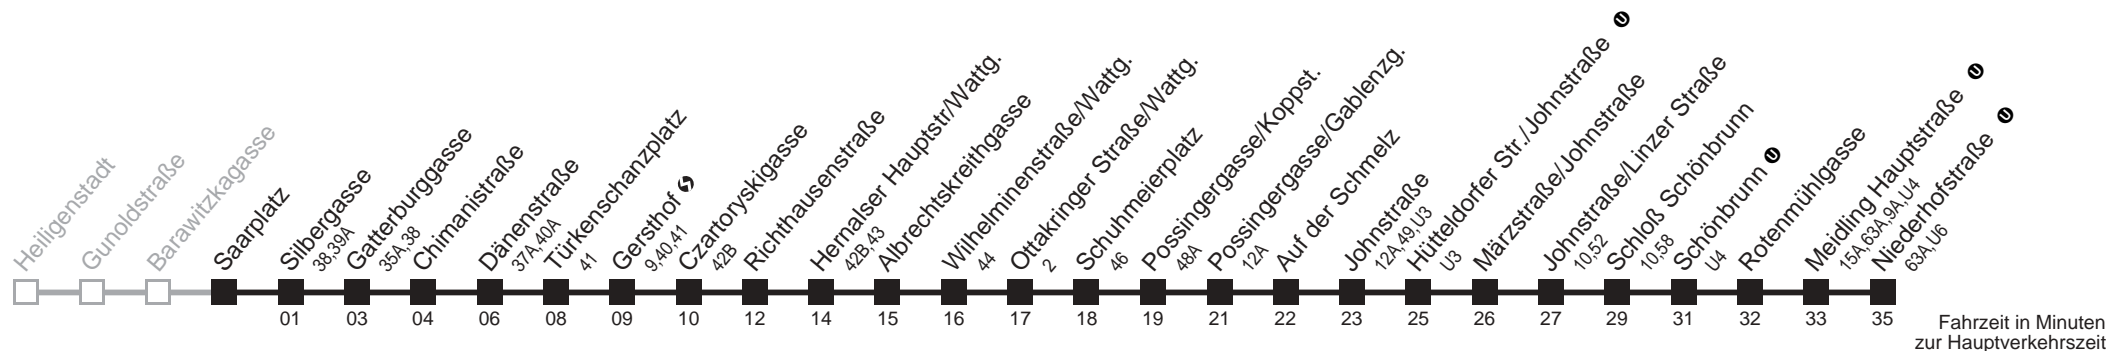 Heiligenstadt
Gunoldstraße
Barawitzkagasse
Saarplatz
Silbergasse
38,39A
Gatterburggasse
35A,38
Chimanistraße
Dänenstraße
37A,40A
Türkenschanzplatz
41
Gersthof
9,40,41
Czartoryskigasse
42B
Richthausenstraße
Hernalser Hauptstr/Wattg.
42B,43
Albrechtskreithgasse
Wilhelminenstraße/Wattg.
44
Ottakringer Straße/Wattg.
2
Schuhmeierplatz
46
Possingergasse/Koppst.
48A
Possingergasse/Gablenzg.
12A
Auf der Schmelz
Johnstraße
12A,49,U3
Hütteldorfer Str./Johnstraße U
U3
Märzstraße/Johnstraße
Johnstraße/Linzer Straße
10,52
Schloß Schönbrunn
10,58
Schönbrunn U
U4
Rotenmühlgasse
Meidling Hauptstraße U
15A,63A,9A,U4
Niederhofstraße U
63A,U6
01 03 04 06 08 09 10 12 14 15 16 17 18 19 21 22 23 25 26 27 29 31 32 33 35
Fahrzeit in Minuten
zur Hauptverkehrszeit